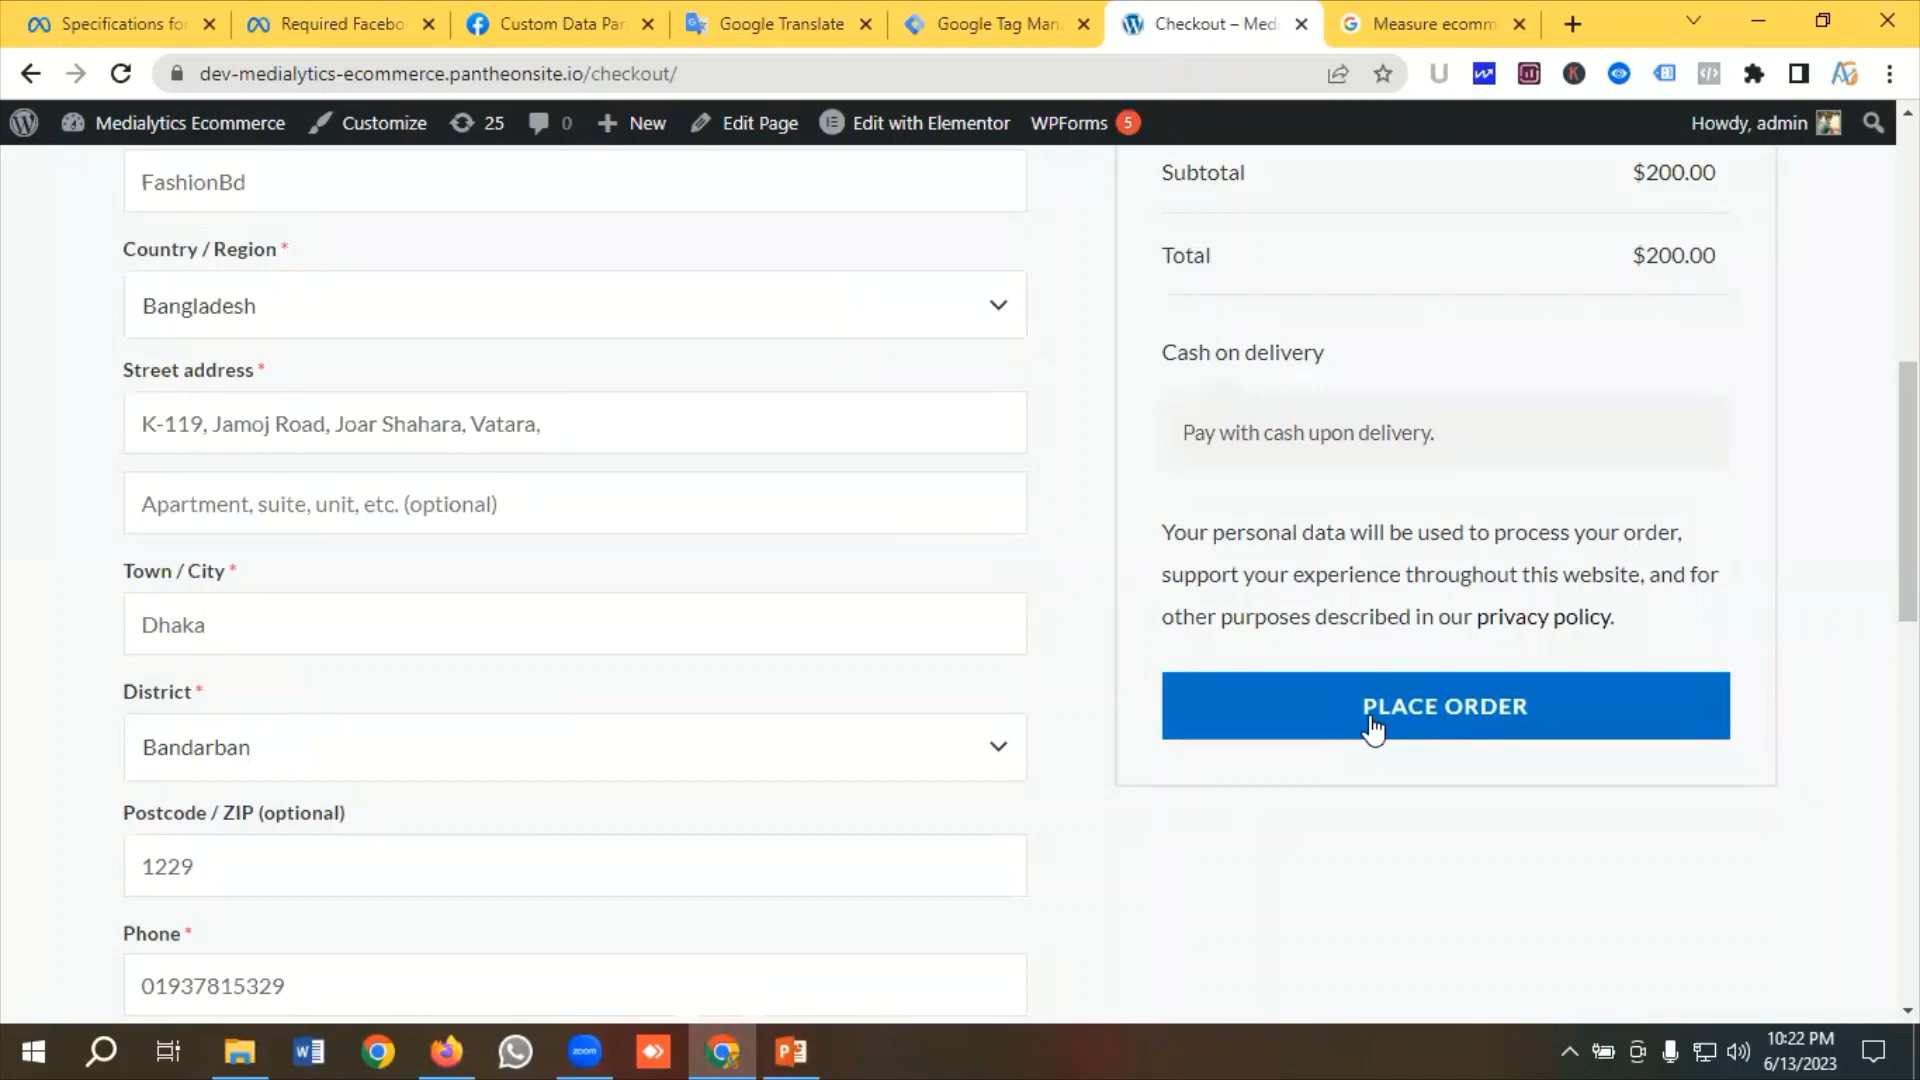 Specifications for
Required Facebo
Custom Data Par
Google Translate
Google Tag Man
Checkout – Med
Measure ecomm
dev-medialytics-ecommerce.pantheonsite.io/checkout/
Medialytics Ecommerce
Customize
25
0
New
Edit Page
Edit with Elementor
WPForms 5
Howdy, admin
FashionBd
Country / Region *
Bangladesh
Street address *
K-119, Jamoj Road, Joar Shahara, Vatara,
Apartment, suite, unit, etc. (optional)
Town / City *
Dhaka
District *
Bandarban
Postcode / ZIP (optional)
1229
Phone *
01937815329
Subtotal $200.00
Total $200.00
Cash on delivery
Pay with cash upon delivery.
Your personal data will be used to process your order,
support your experience throughout this website, and for
other purposes described in our privacy policy.
PLACE ORDER
zoom
10:22 PM
6/13/2023